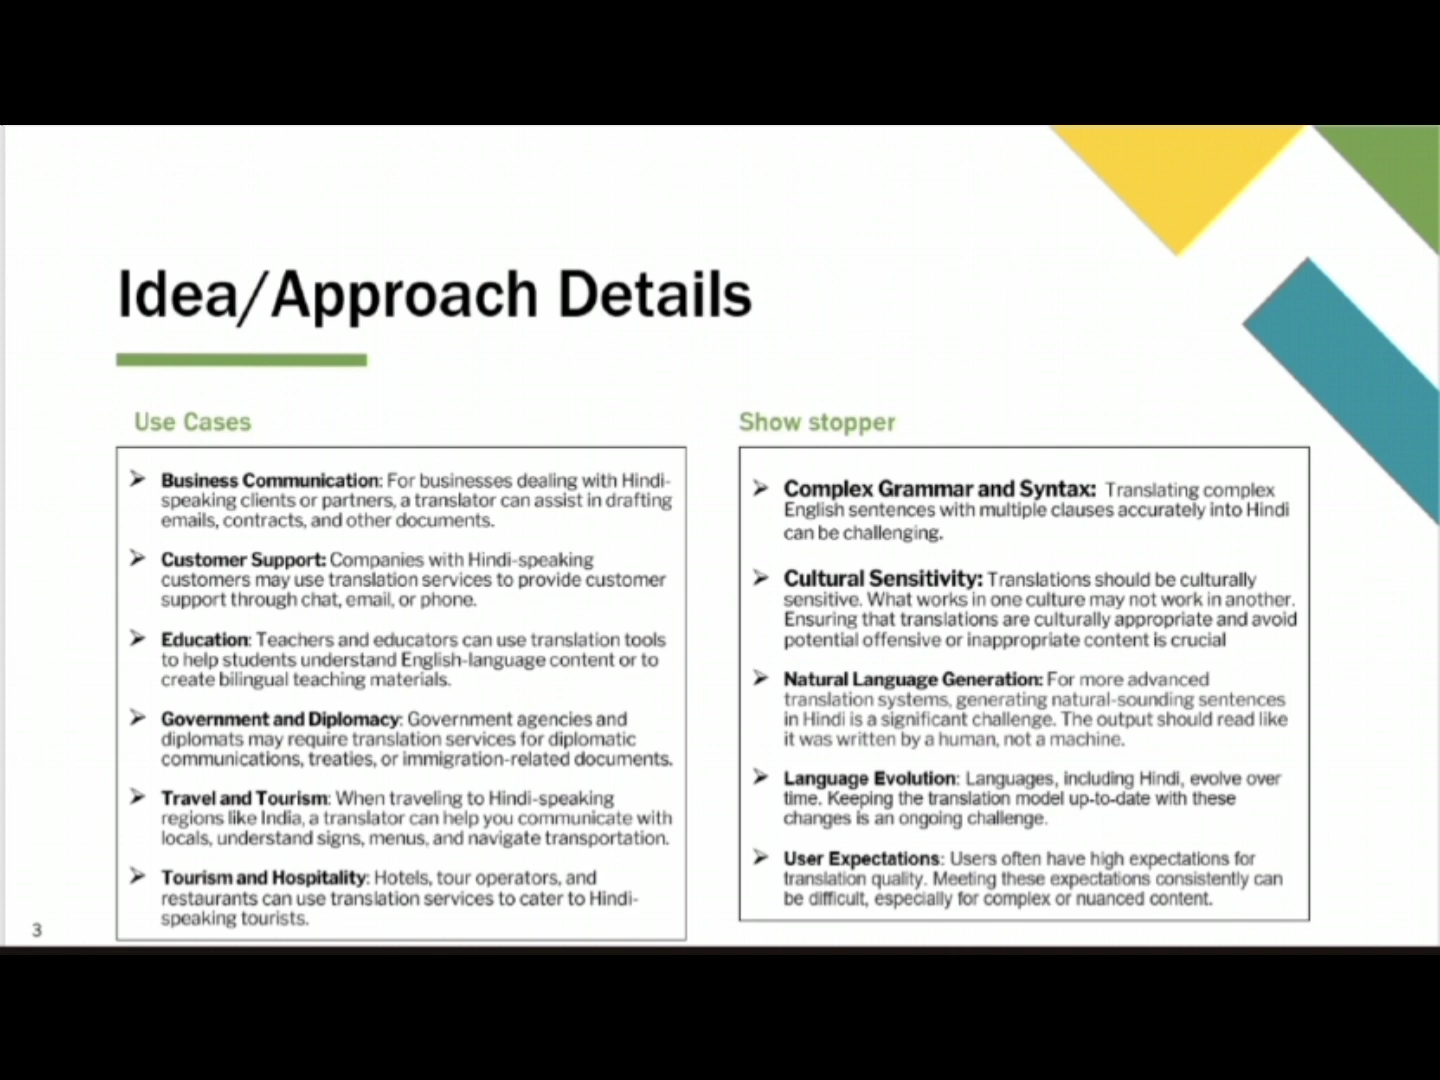 Idea/Approach Details
Use Cases
Business Communication: For businesses dealing with Hindi-
speaking clients or partners, a translator can assist in drafting
emails, contracts, and other documents.
Customer Support: Companies with Hindi-speaking
customers may use translation services to provide customer
support through chat, email, or phone.
Education: Teachers and educators can use translation tools
to help students understand English-language content or to
create bilingual teaching materials.
Government and Diplomacy: Government agencies and
diplomats may require translation services for diplomatic
communications, treaties, or immigration-related documents.
Travel and Tourism: When traveling to Hindi-speaking
regions like India, a translator can help you communicate with
locals, understand signs, menus, and navigate transportation.
Tourism and Hospitality: Hotels, tour operators, and
restaurants can use translation services to cater to Hindi-
speaking tourists.
Show stopper
Complex Grammar and Syntax: Translating complex
English sentences with multiple clauses accurately into Hindi
can be challenging.
Cultural Sensitivity: Translations should be culturally
sensitive. What works in one culture may not work in another.
Ensuring that translations are culturally appropriate and avoid
potential offensive or inappropriate content is crucial
Natural Language Generation: For more advanced
translation systems, generating natural-sounding sentences
in Hindi is a significant challenge. The output should read like
it was written by a human, not a machine.
Language Evolution: Languages, including Hindi, evolve over
time. Keeping the translation model up-to-date with these
changes is an ongoing challenge.
User Expectations: Users often have high expectations for
translation quality. Meeting these expectations consistently can
be difficult, especially for complex or nuanced content.
3